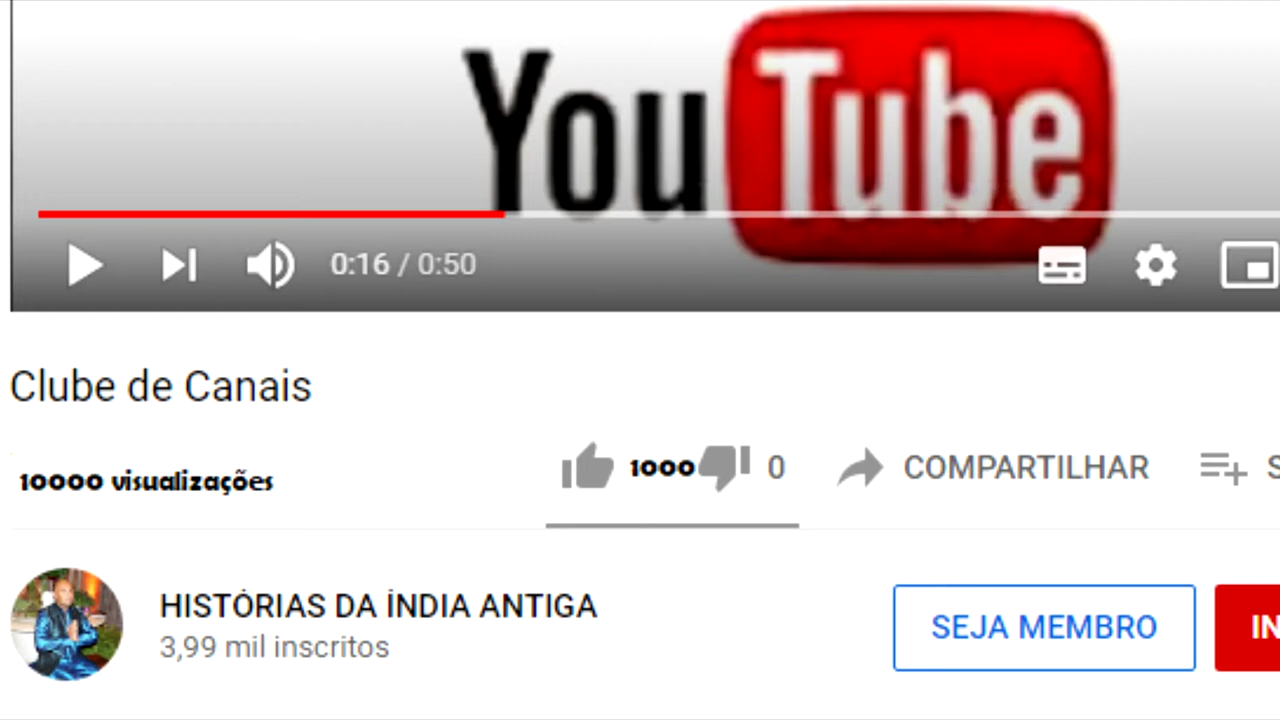 YouTube
0:16 / 0:50
Clube de Canais
10000 visualizações
1000 0 COMPARTILHAR S
HISTÓRIAS DA ÍNDIA ANTIGA
3,99 mil inscritos
SEJA MEMBRO IN